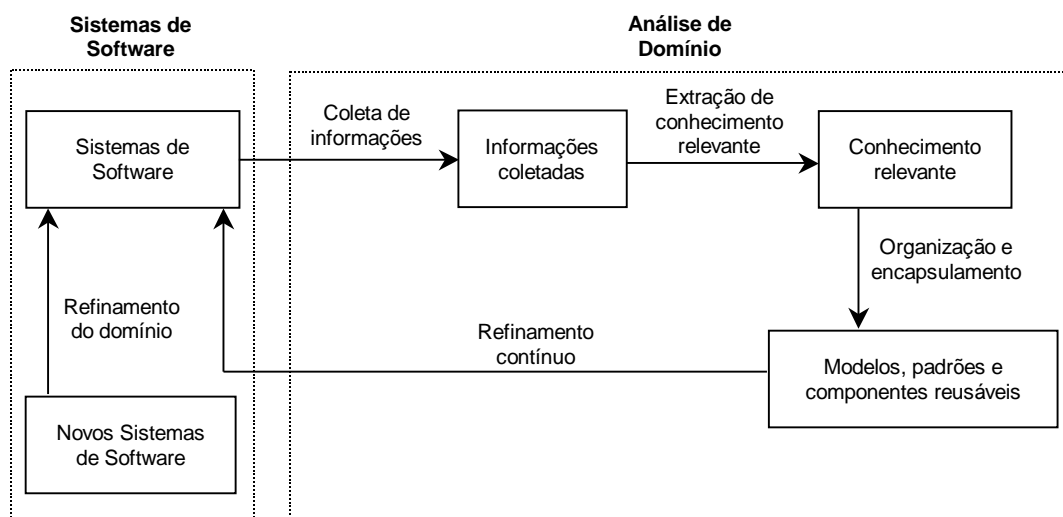 Sistemas de
Software
Análise de
Domínio
Sistemas de
Software
Coleta de
informações
Informações
coletadas
Extração de
conhecimento
relevante
Conhecimento
relevante
Organização e
encapsulamento
Refinamento
do domínio
Refinamento
contínuo
Modelos, padrões e
componentes reusáveis
Novos Sistemas
de Software